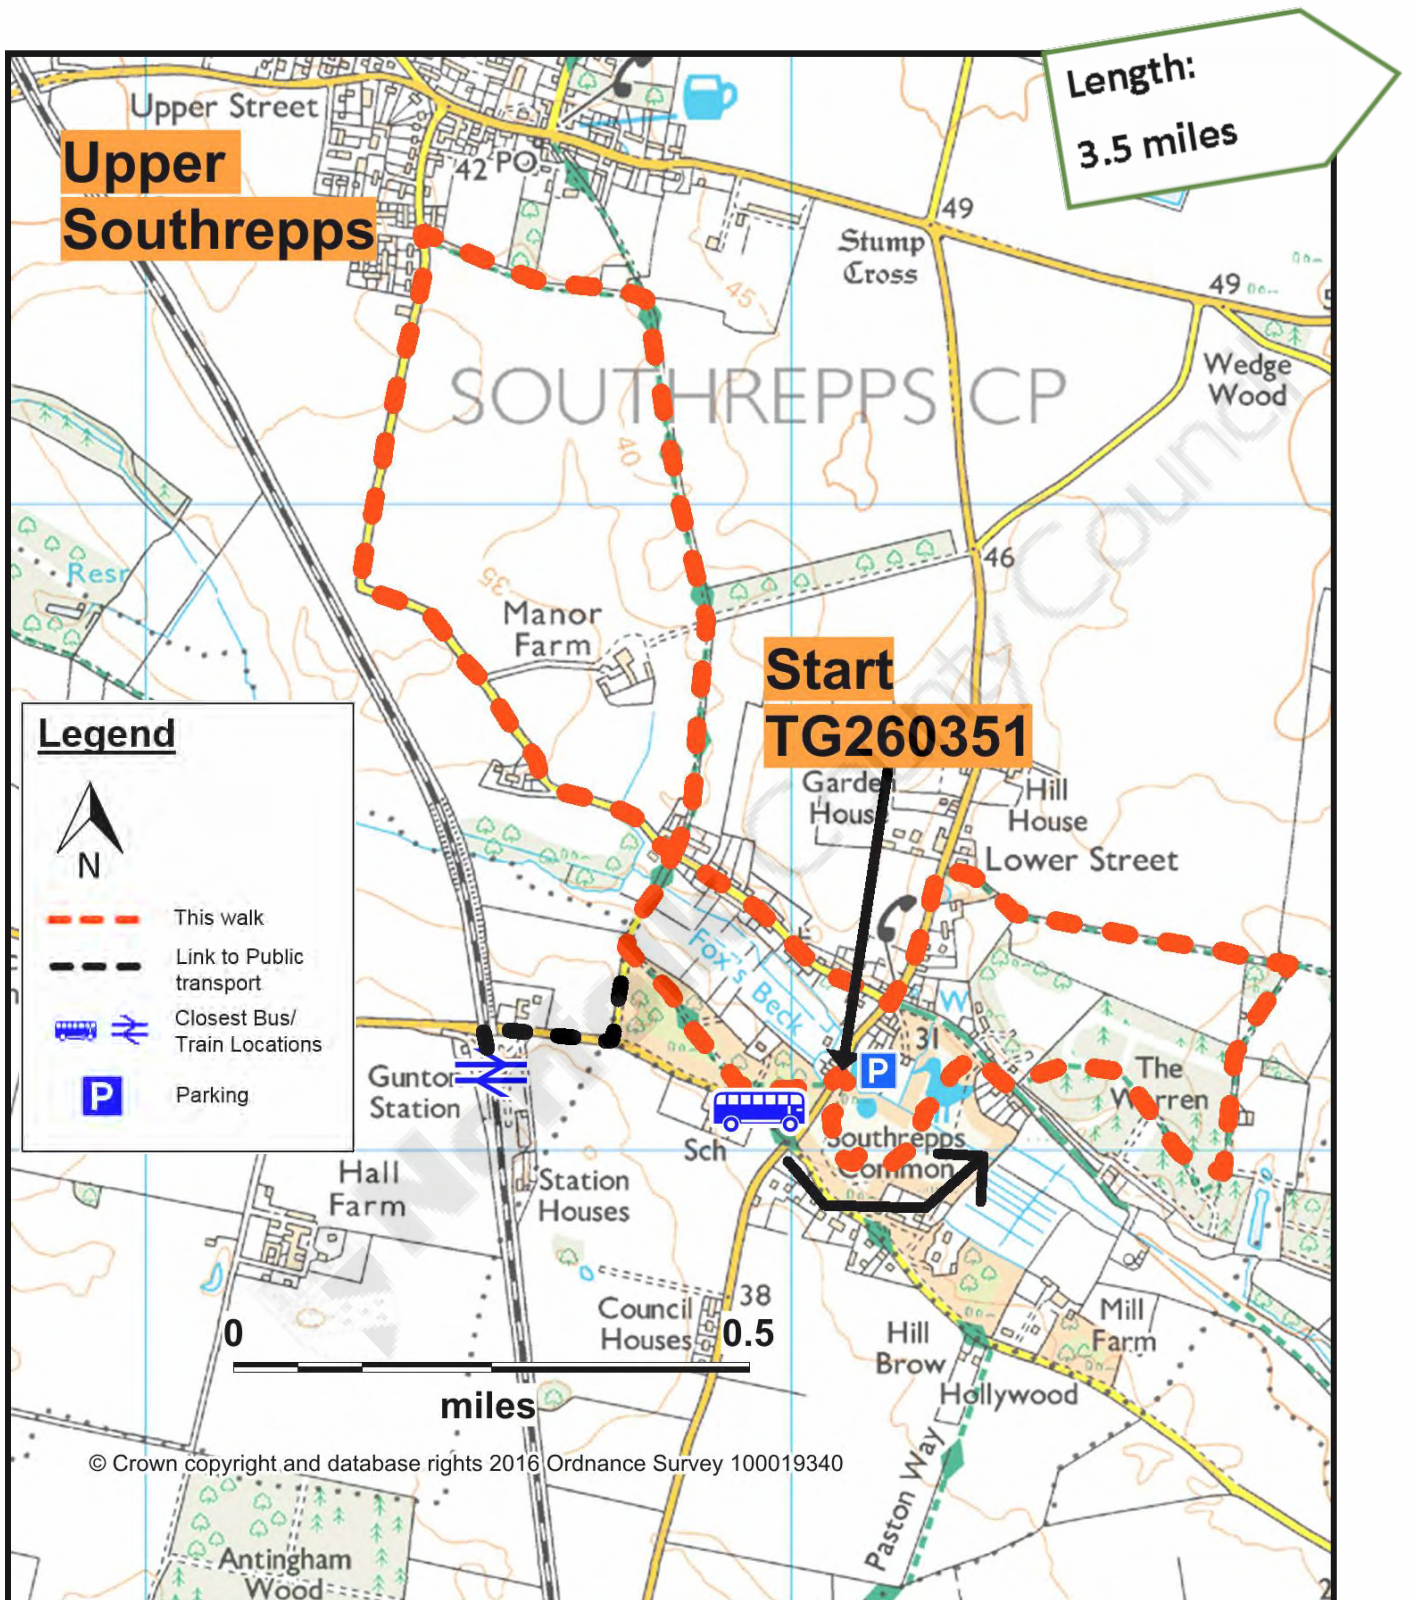 Length:
3.5 miles
Upper Street
Upper
Southrepps
42
PO
49
Stump
Cross
49
45
Wedge
Wood
SOUTHREPPS CP
40
Resr
35
46
Manor
Farm
Start
TG260351
Garden
House
Hill
House
Lower Street
Legend
N
This walk
Link to Public
transport
Closest Bus/
Train Locations
P
Parking
Fox's Beck
W
31
P
The
Warren
Gunton
Station
Southrepps
Common
Sch
Hall
Farm
Station
Houses
Council
Houses
38
0
0.5
miles
Hill
Brow
Mill
Farm
Hollywood
Paston Way
© Crown copyright and database rights 2016 Ordnance Survey 100019340
Antingham
Wood
Norfolk County Council